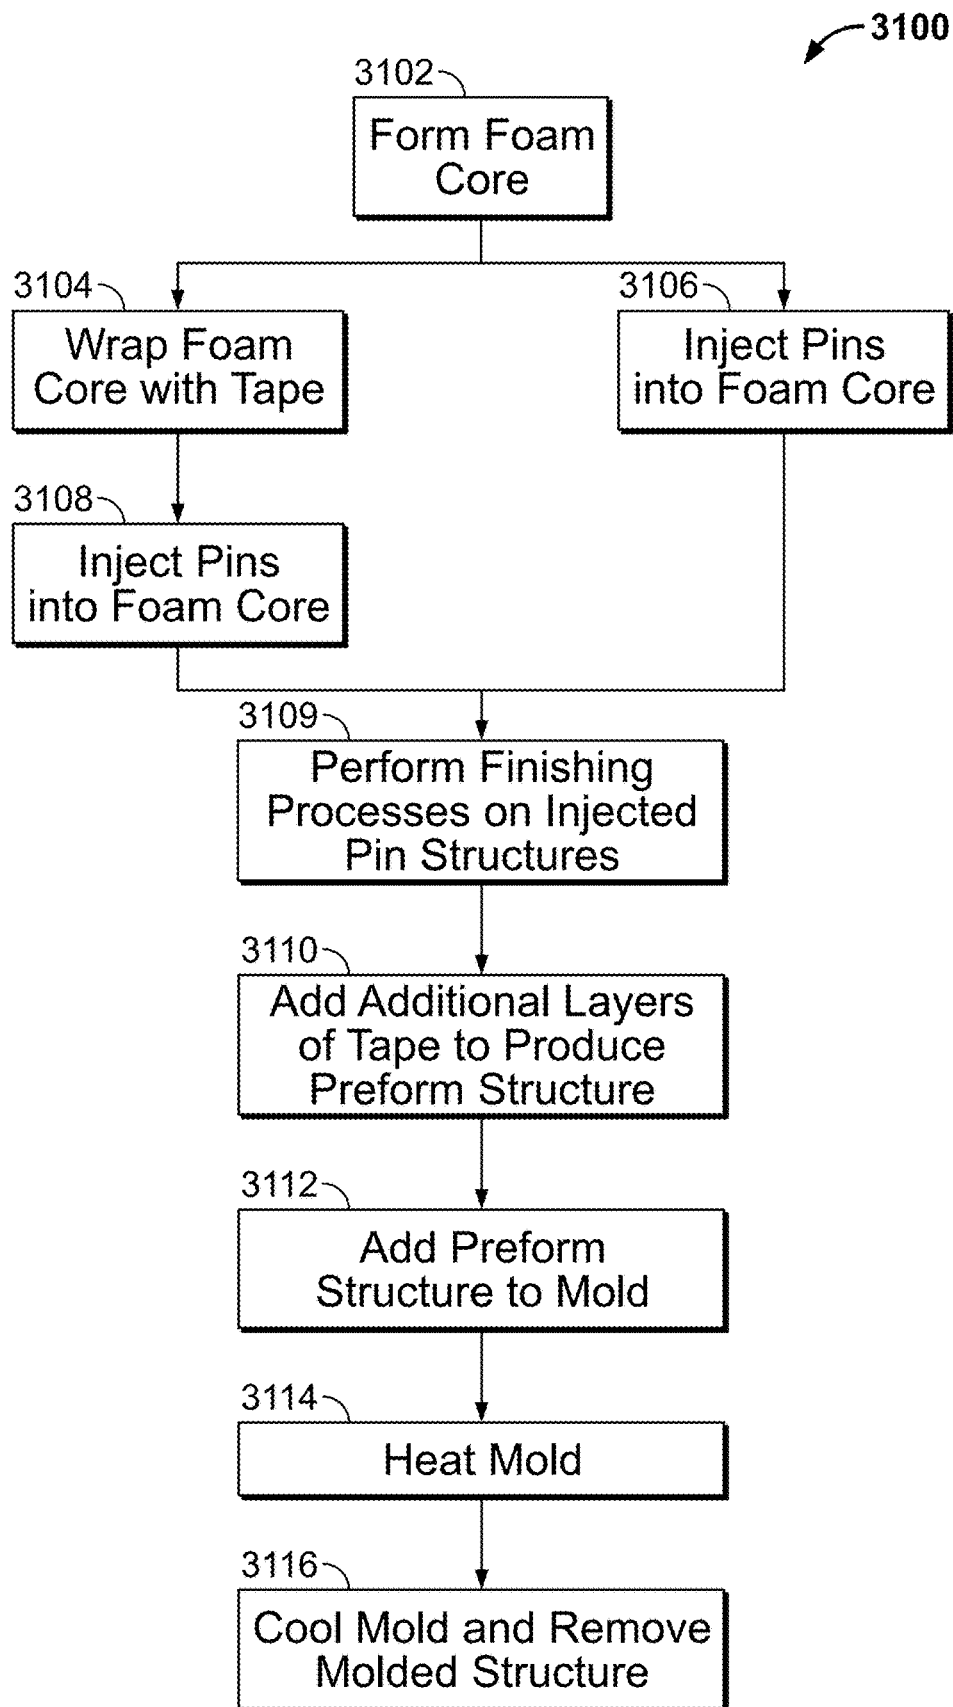 3100
3102
Form Foam
Core
3104
Wrap Foam
Core with Tape
3106
Inject Pins
into Foam Core
3108
Inject Pins
into Foam Core
3109
Perform Finishing
Processes on Injected
Pin Structures
3110
Add Additional Layers
of Tape to Produce
Preform Structure
3112
Add Preform
Structure to Mold
3114
Heat Mold
3116
Cool Mold and Remove
Molded Structure